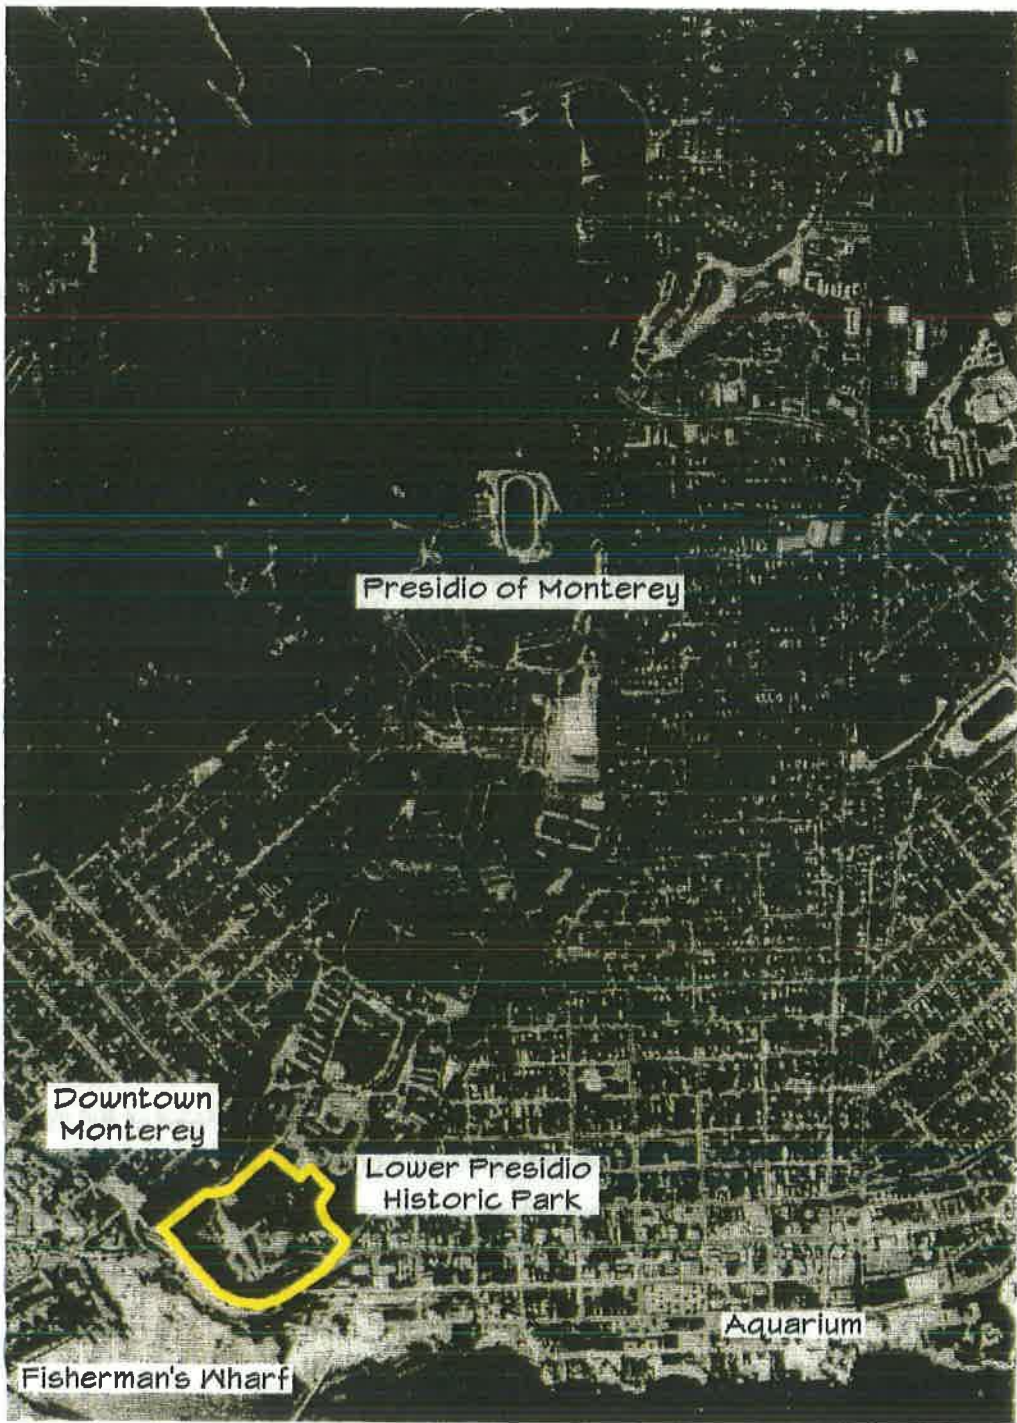 Presidio of Monterey
Downtown
Monterey
Lower Presidio
Historic Park
Aquarium
Fisherman's Wharf